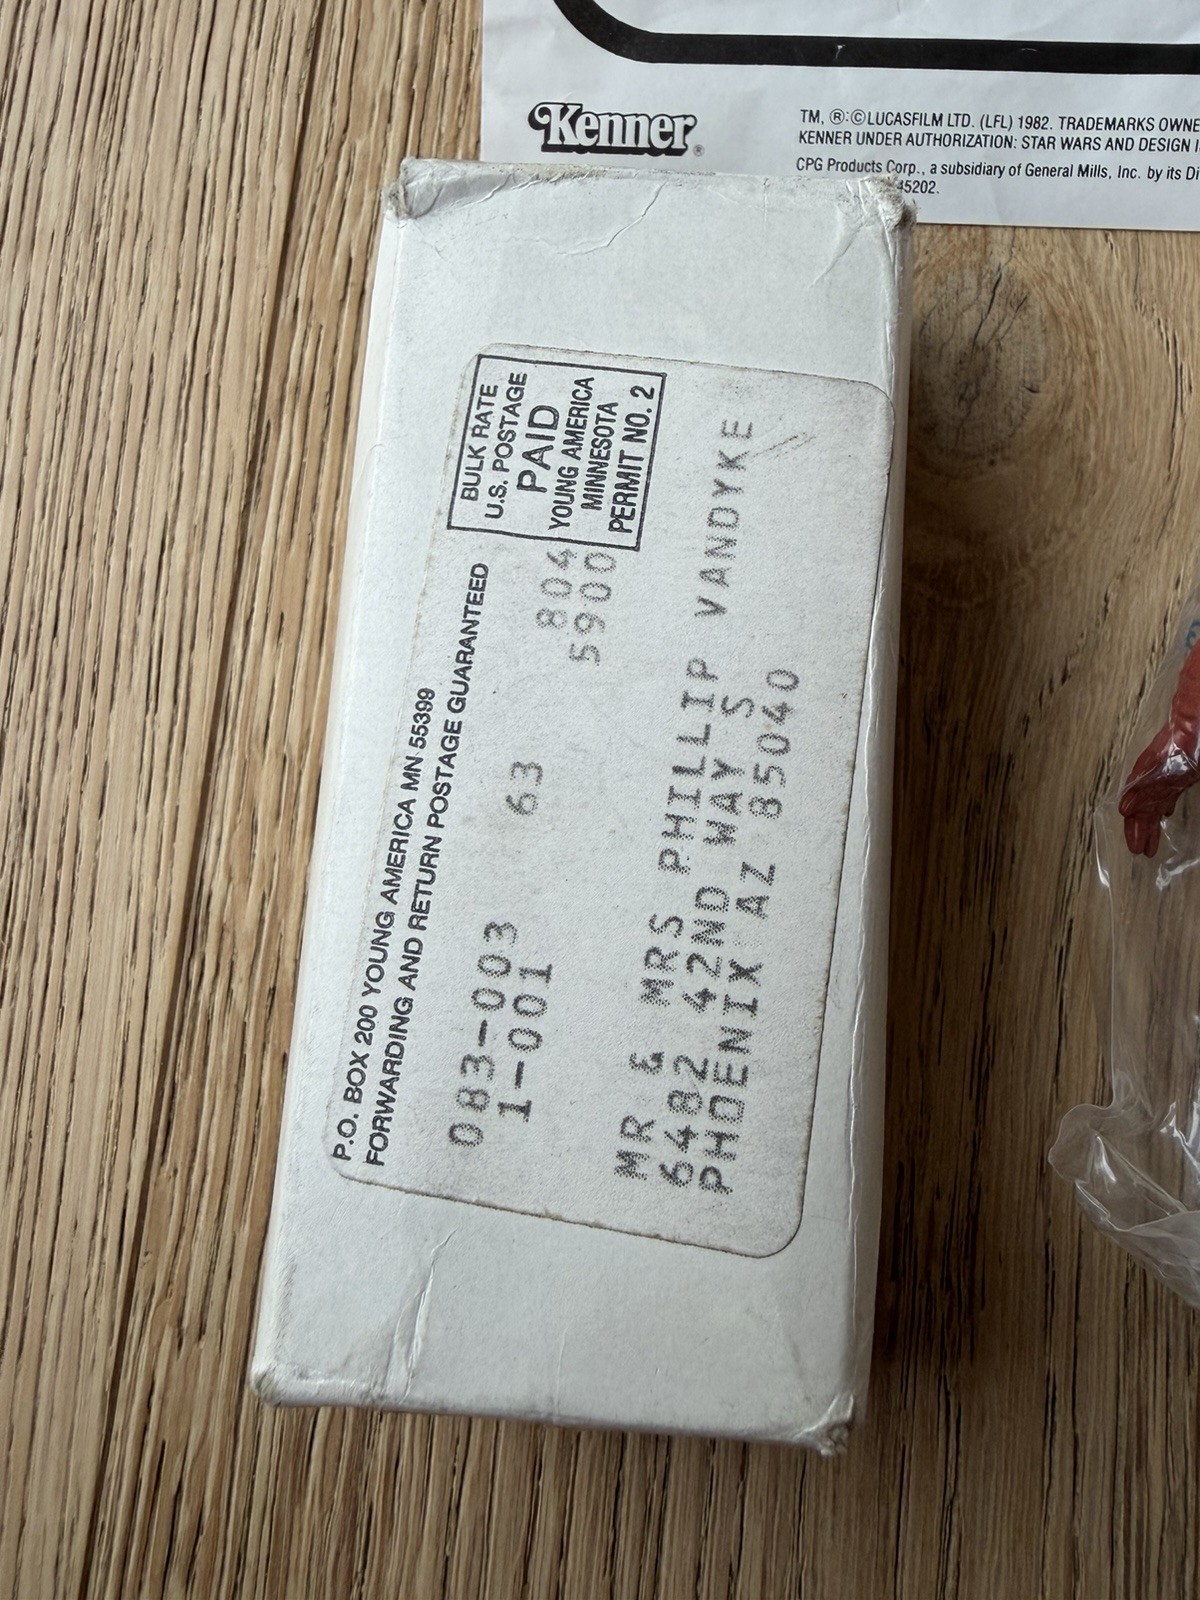 Kenner®
TM, ®:©LUCASFILM LTD. (LFL) 1982. TRADEMARKS OWNE
KENNER UNDER AUTHORIZATION: STAR WARS AND DESIGN
CPG Products Corp., a subsidiary of General Mills, Inc. by its Di
45202.
P.O. BOX 200 YOUNG AMERICA MN 55399
FORWARDING AND RETURN POSTAGE GUARANTEED
BULK RATE
U.S. POSTAGE
PAID
YOUNG AMERICA
MINNESOTA
PERMIT NO. 2
083-003 63 804
1-001 5900
MR & MRS PHILLIP VANDYKE
6482 42ND WAY S
PHOENIX AZ 85040